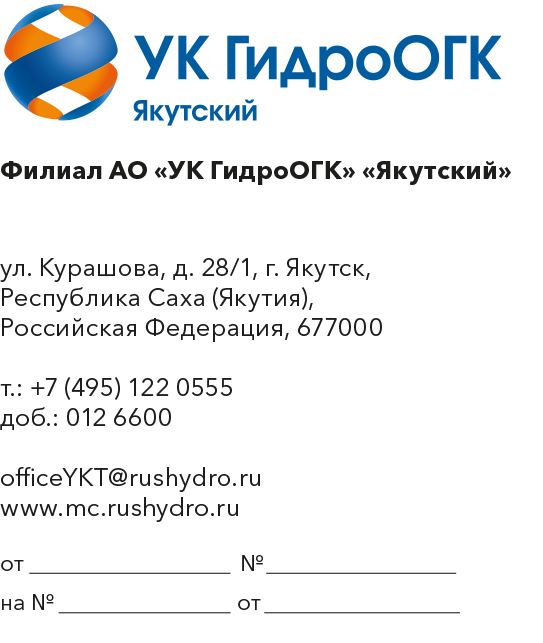 УК ГидроОГК
Якутский
Филиал АО «УК ГидроОГК» «Якутский»
ул. Курашова, д. 28/1, г. Якутск,
Республика Саха (Якутия),
Российская Федерация, 677000
т.: +7 (495) 122 0555
доб.: 012 6600
officeYKT@rushydro.ru
www.mc.rushydro.ru
от ________________ № _______________
на № ______________ от ________________